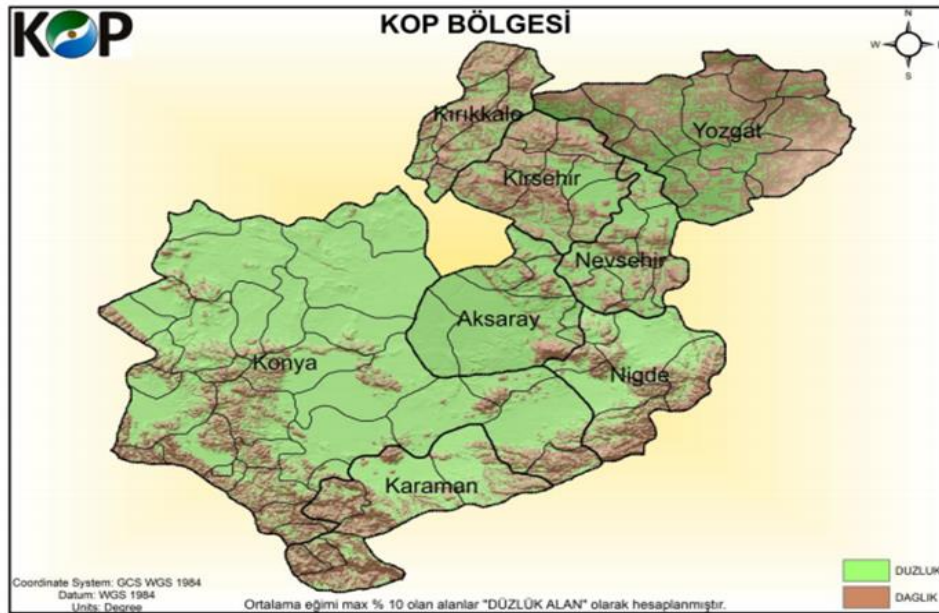 KOP
KOP BÖLGESİ
N
W
E
S
Kırıkkale
Yozgat
Kırşehir
Nevşehir
Aksaray
Konya
Niğde
Karaman
Coordinate System: GCS WGS 1984
Datum: WGS 1984
Units: Degree
Ortalama eğimi max % 10 olan alanlar "DÜZLÜK ALAN" olarak hesaplanmıştır.
DUZLUK
DAGLIK